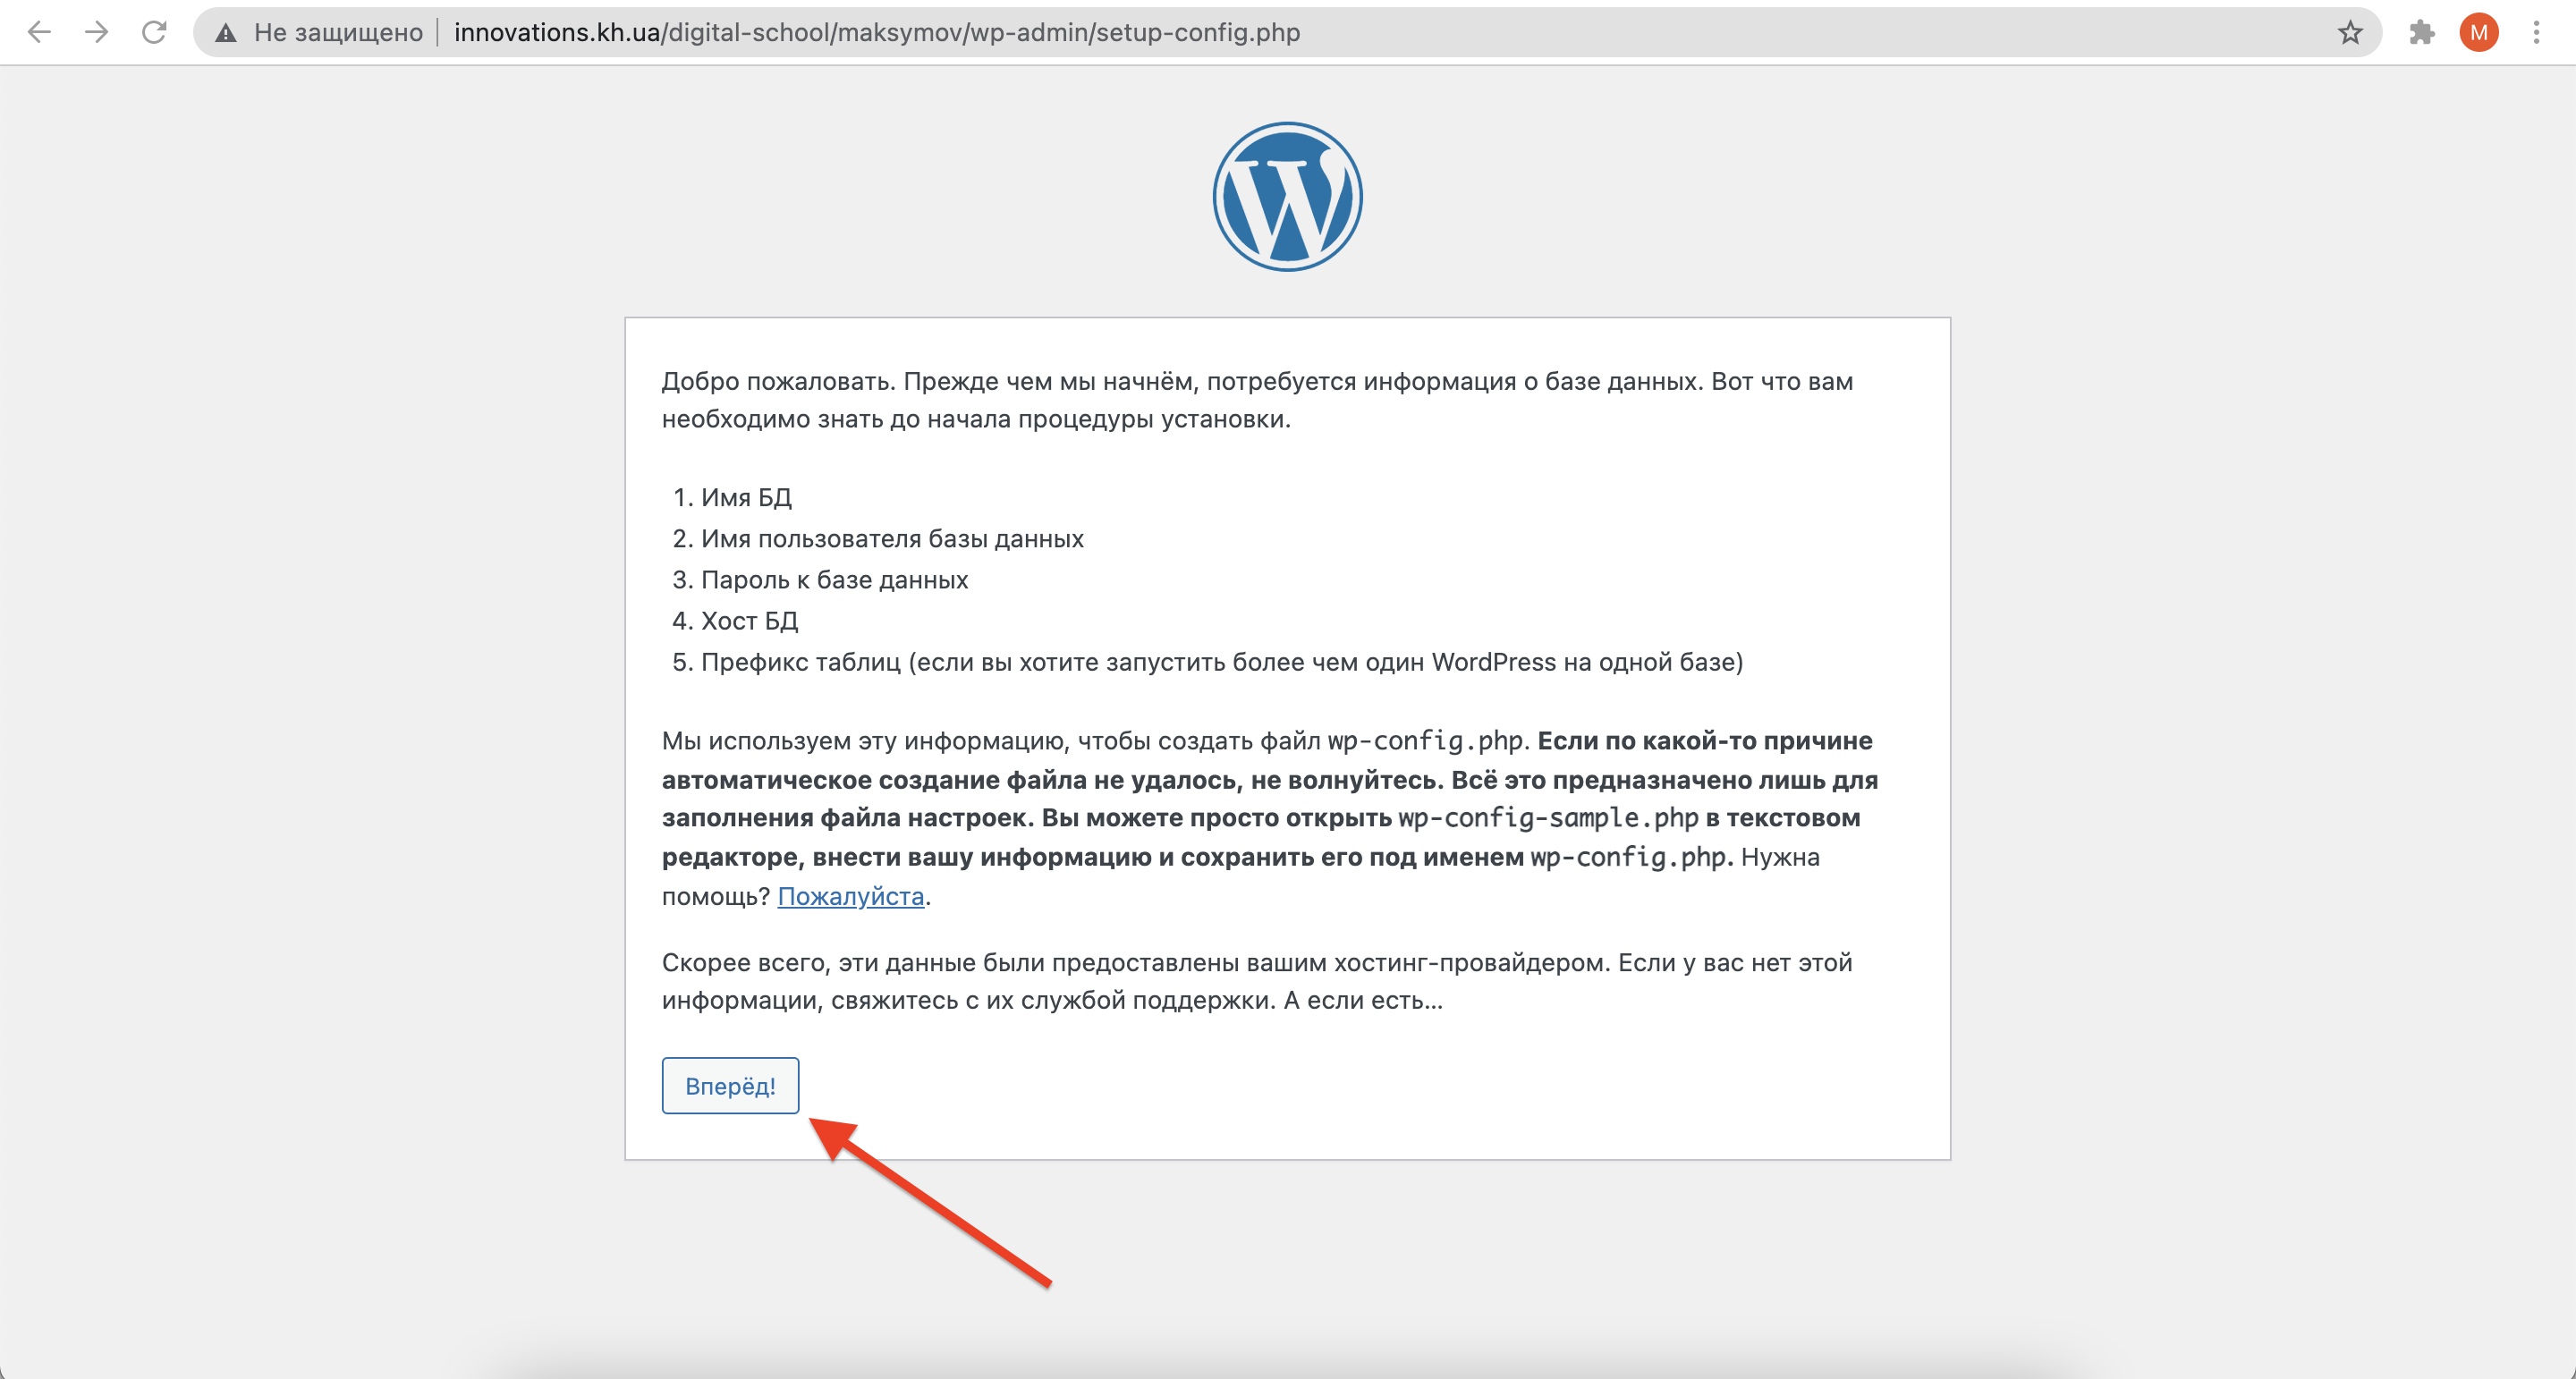 Не защищено
innovations.kh.ua/digital-school/maksymov/wp-admin/setup-config.php
M
W
Добро пожаловать. Прежде чем мы начнём, потребуется информация о базе данных. Вот что вам
необходимо знать до начала процедуры установки.
1. Имя БД
2. Имя пользователя базы данных
3. Пароль к базе данных
4. Хост БД
5. Префикс таблиц (если вы хотите запустить более чем один WordPress на одной базе)
Мы используем эту информацию, чтобы создать файл wp-config.php. Если по какой-то причине
автоматическое создание файла не удалось, не волнуйтесь. Всё это предназначено лишь для
заполнения файла настроек. Вы можете просто открыть wp-config-sample.php в текстовом
редакторе, внести вашу информацию и сохранить его под именем wp-config.php. Нужна
помощь? Пожалуйста.
Скорее всего, эти данные были предоставлены вашим хостинг-провайдером. Если у вас нет этой
информации, свяжитесь с их службой поддержки. А если есть…
Вперёд!